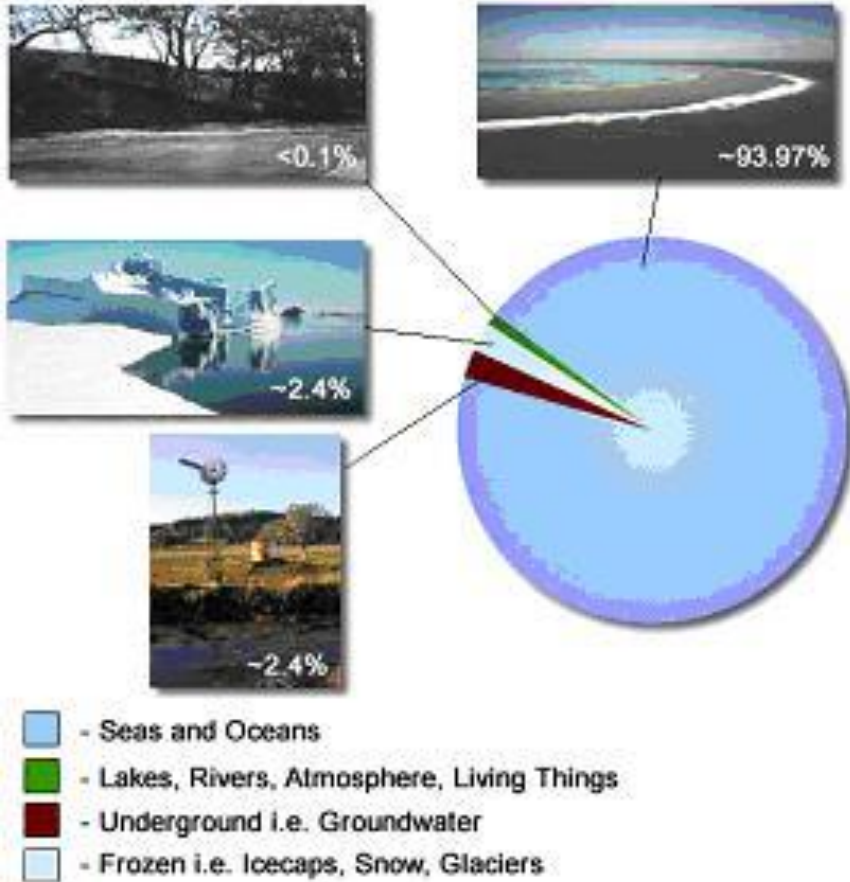 <0.1%
~93.97%
~2.4%
~2.4%
- Seas and Oceans
- Lakes, Rivers, Atmosphere, Living Things
- Underground i.e. Groundwater
- Frozen i.e. Icecaps, Snow, Glaciers